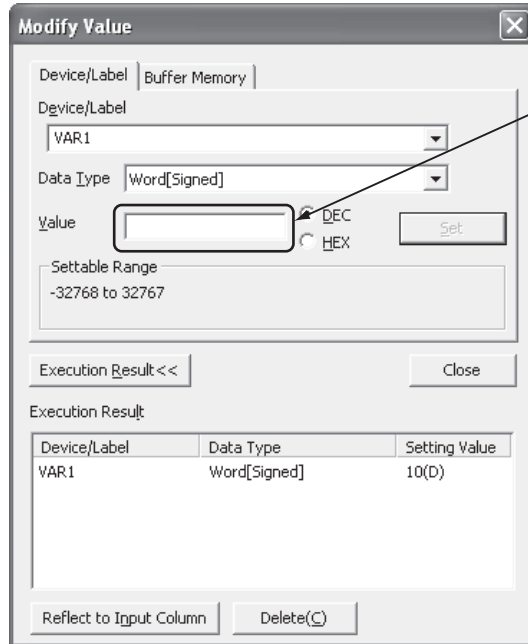 Modify Value
Device/Label Buffer Memory
Device/Label
VAR1
Data Type Word[Signed]
Value DEC Set
HEX
Settable Range
-32768 to 32767
Execution Result<< Close
Execution Result
Device/Label Data Type Setting Value
VAR1 Word[Signed] 10(D)
Reflect to Input Column Delete(C)